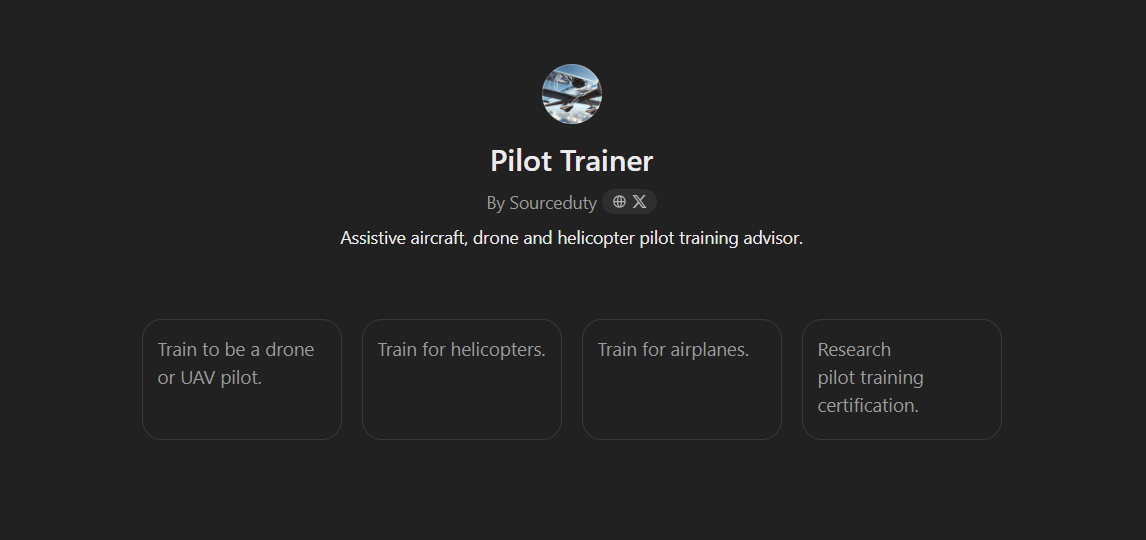 Pilot Trainer
By Sourceduty
Assistive aircraft, drone and helicopter pilot training advisor.
Train to be a drone
or UAV pilot.
Train for helicopters.
Train for airplanes.
Research
pilot training
certification.